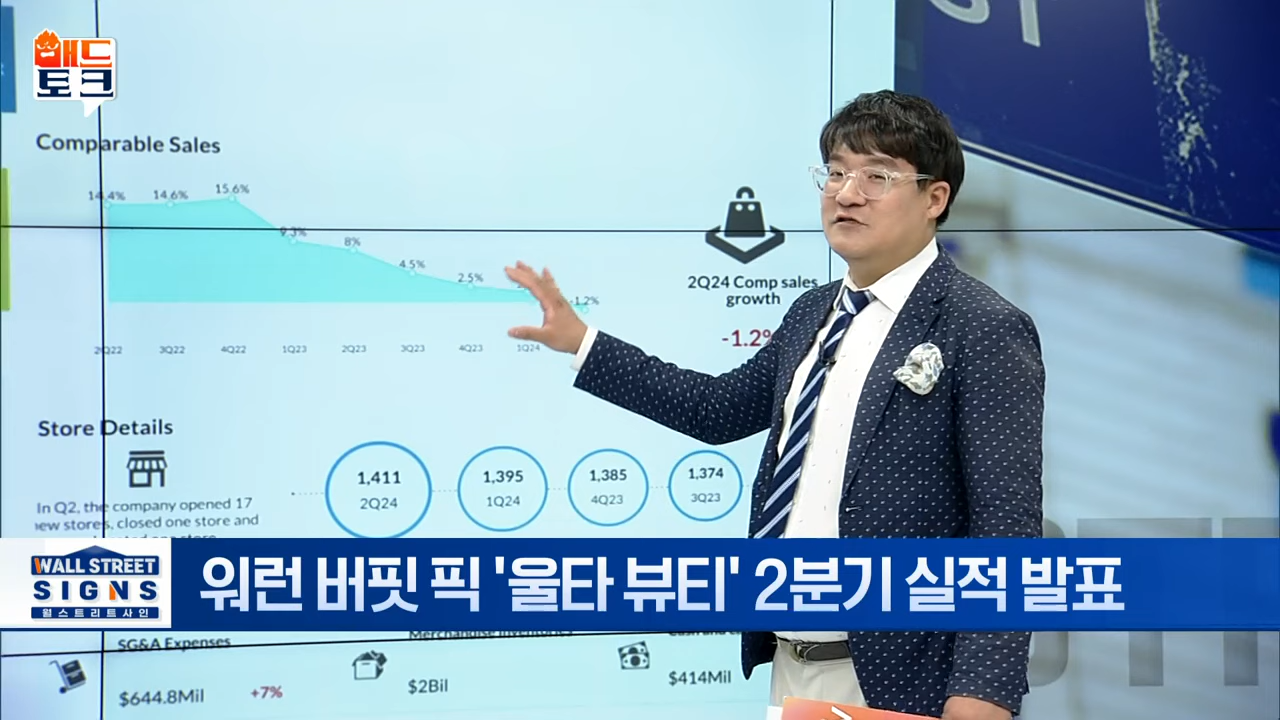 매드
토크
Comparable Sales
14.4%
14.6%
15.6%
9.3%
8%
4.5%
2.5%
-1.2%
2Q22
3Q22
4Q22
1Q23
2Q23
3Q23
4Q23
1Q24
2Q24 Comp sales
growth
-1.2%
Store Details
In Q2, the company opened 17
new stores, closed one store and
1,411
2Q24
1,395
1Q24
1,385
4Q23
1,374
3Q23
WALL STREET
SIGNS
월스트리트사인
워런 버핏 픽 '울타 뷰티' 2분기 실적 발표
SG&A Expenses
$644.8Mil
+7%
$2Bil
$414Mil